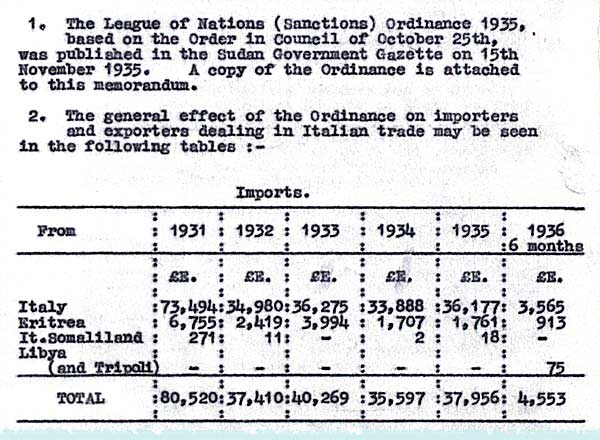 1. The League of Nations (Sanctions) Ordinance 1935,
based on the Order in Council of October 25th,
was published in the Sudan Government Gazette on 15th
November 1935. A copy of the Ordinance is attached
to this memorandum.
2. The general effect of the Ordinance on importers
and exporters dealing in Italian trade may be seen
in the following tables :-
Imports.
From : 1931 : 1932 : 1933 : 1934 : 1935 : 1936
:6 months
£E. : £E. : £E. : £E. : £E. : £E.
Italy :73,494:34,980:36,275 :33,888 :36,177: 3,565
Eritrea : 6,755: 2,419: 3,994 : 1,707 : 1,761: 913
It.Somaliland: 271: 11: - : 2 : 18: -
Libya
(and Tripoli) - : - : - : - : - : 75
TOTAL :80,520:37,410:40,269 :35,597 :37,956: 4,553